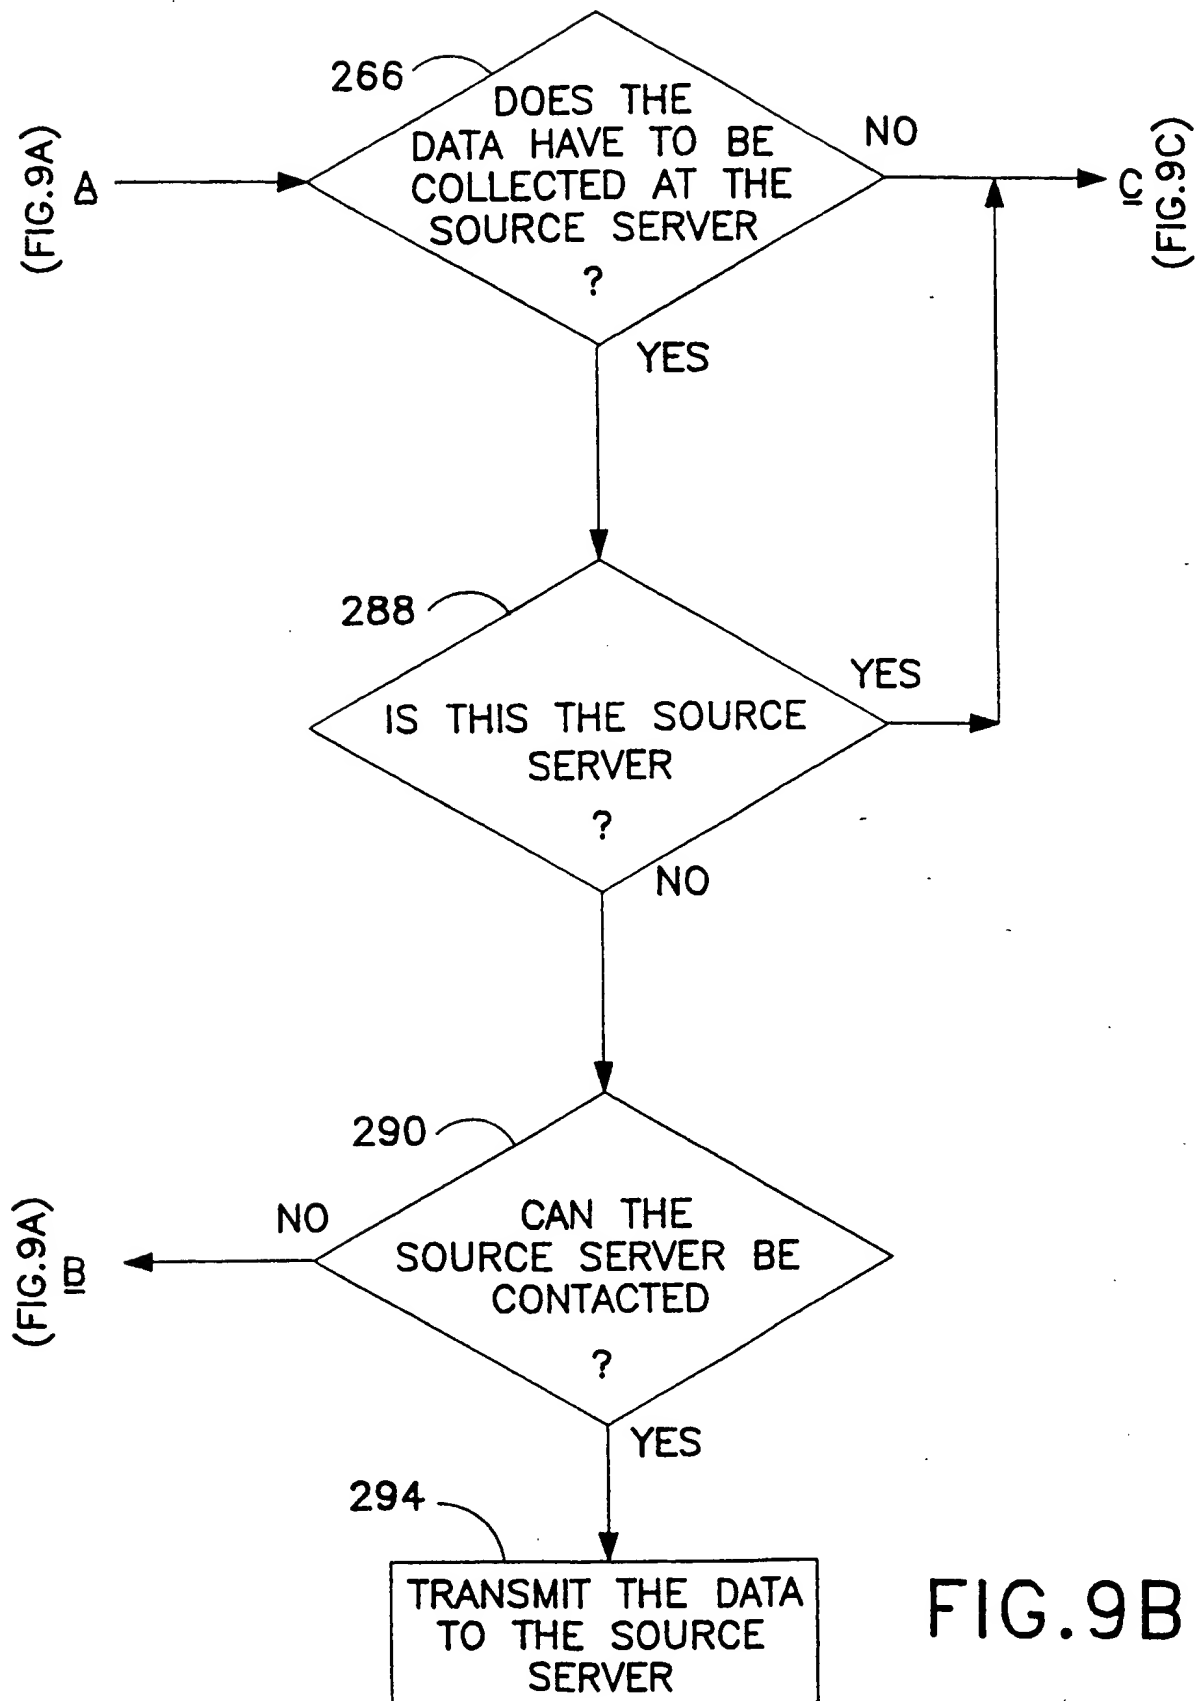 266
DOES THE
DATA HAVE TO BE
COLLECTED AT THE
SOURCE SERVER
?
NO
(FIG.9A)
A
C
(FIG.9C)
YES
288
IS THIS THE SOURCE
SERVER
?
YES
NO
290
CAN THE
SOURCE SERVER BE
CONTACTED
?
NO
(FIG.9A)
B
YES
294
TRANSMIT THE DATA
TO THE SOURCE
SERVER
FIG.9B